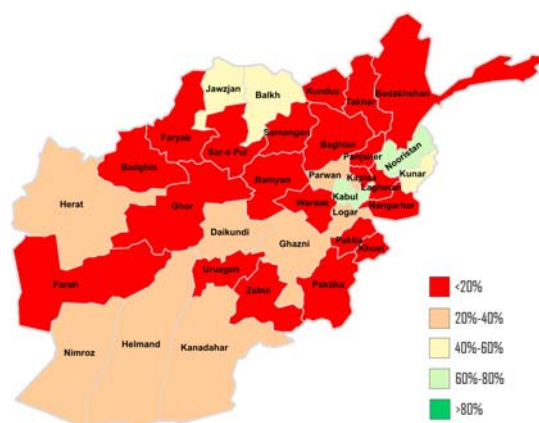 Badakhshan
Jawzjan
Balkh
Kunduz
Takhar
Faryab
Samangan
Baghlan
Sar-e-Pul
Panjsher
Nooristan
Badghis
Bamyan
Parwan
Kapisa
Kunar
Laghman
Herat
Ghor
Kabul
Wardak
Nangarhar
Logar
Daikundi
Ghazni
Paktia
Khost
Farah
Uruzgan
Zabul
Paktika
Nimroz
Helmand
Kanadahar
<20%
20%-40%
40%-60%
60%-80%
>80%